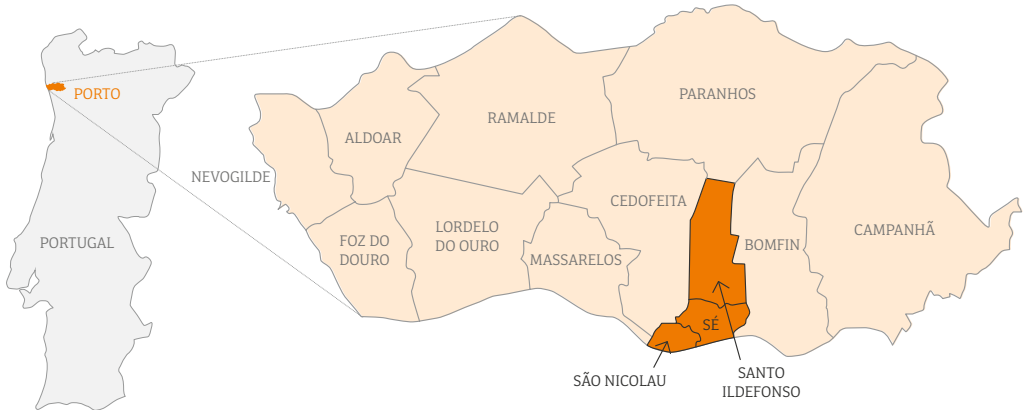 PORTO
PORTUGAL
NEVOGILDE
ALDOAR
RAMALDE
PARANHOS
FOZ DO
DOURO
LORDELO
DO OURO
MASSARELOS
CEDOFEITA
BOMFIN
CAMPANHÃ
SÉ
SÃO NICOLAU
SANTO
ILDEFONSO